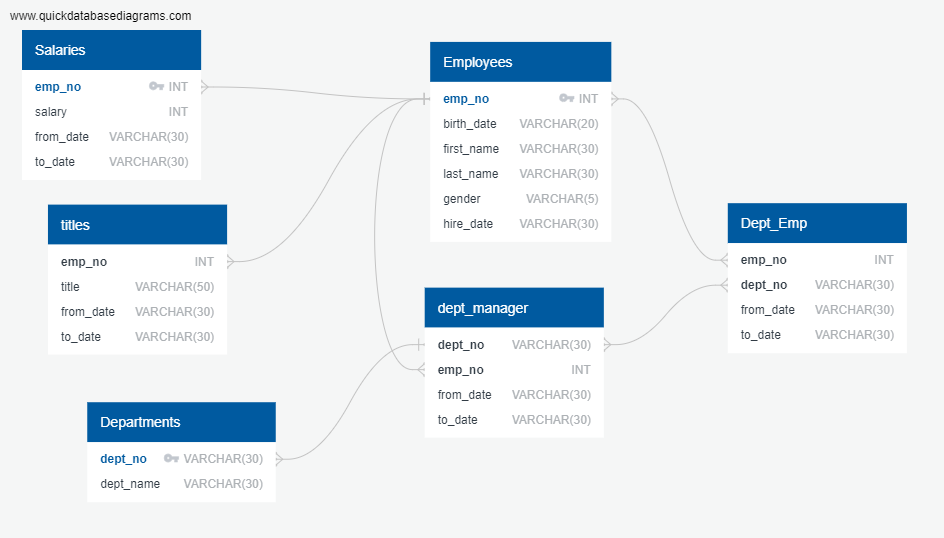 www.quickdatabasediagrams.com
Salaries
emp_no INT
salary INT
from_date VARCHAR(30)
to_date VARCHAR(30)
titles
emp_no INT
title VARCHAR(50)
from_date VARCHAR(30)
to_date VARCHAR(30)
Departments
dept_no VARCHAR(30)
dept_name VARCHAR(30)
Employees
emp_no INT
birth_date VARCHAR(20)
first_name VARCHAR(30)
last_name VARCHAR(30)
gender VARCHAR(5)
hire_date VARCHAR(30)
dept_manager
dept_no VARCHAR(30)
emp_no INT
from_date VARCHAR(30)
to_date VARCHAR(30)
Dept_Emp
emp_no INT
dept_no VARCHAR(30)
from_date VARCHAR(30)
to_date VARCHAR(30)